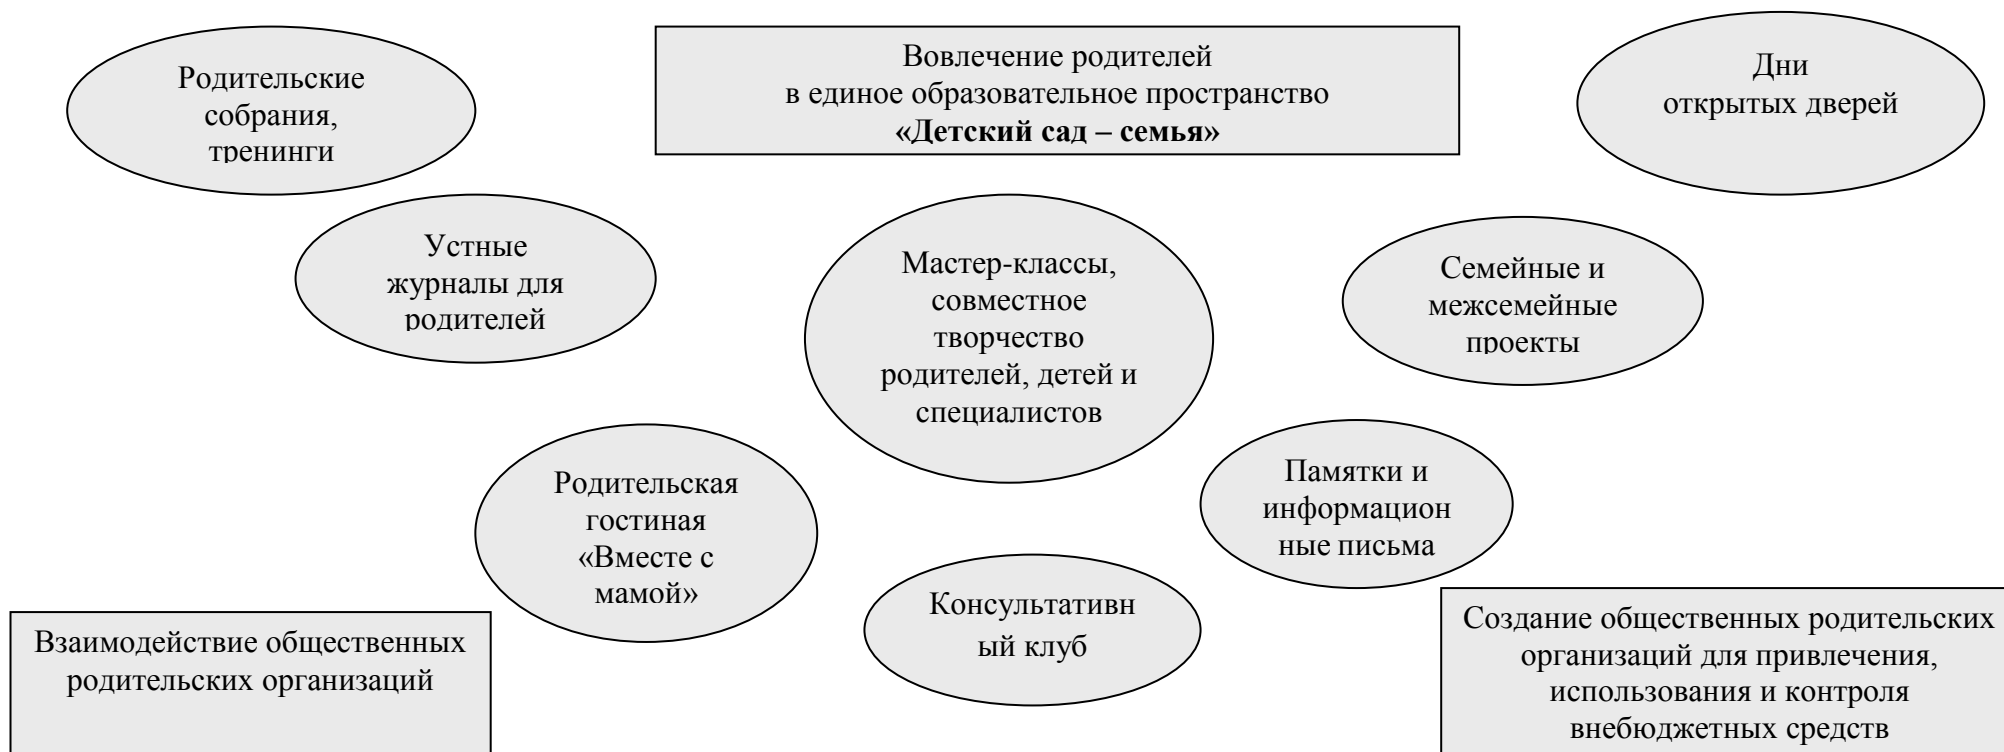 Родительские
собрания,
тренинги
Вовлечение родителей
в единое образовательное пространство
«Детский сад – семья»
Дни
открытых дверей
Устные
журналы для
родителей
Мастер-классы,
совместное
творчество
родителей, детей и
специалистов
Семейные и
межсемейные
проекты
Родительская
гостиная
«Вместе с
мамой»
Памятки и
информацион
ные письма
Консультативн
ый клуб
Взаимодействие общественных
родительских организаций
Создание общественных родительских
организаций для привлечения,
использования и контроля
внебюджетных средств